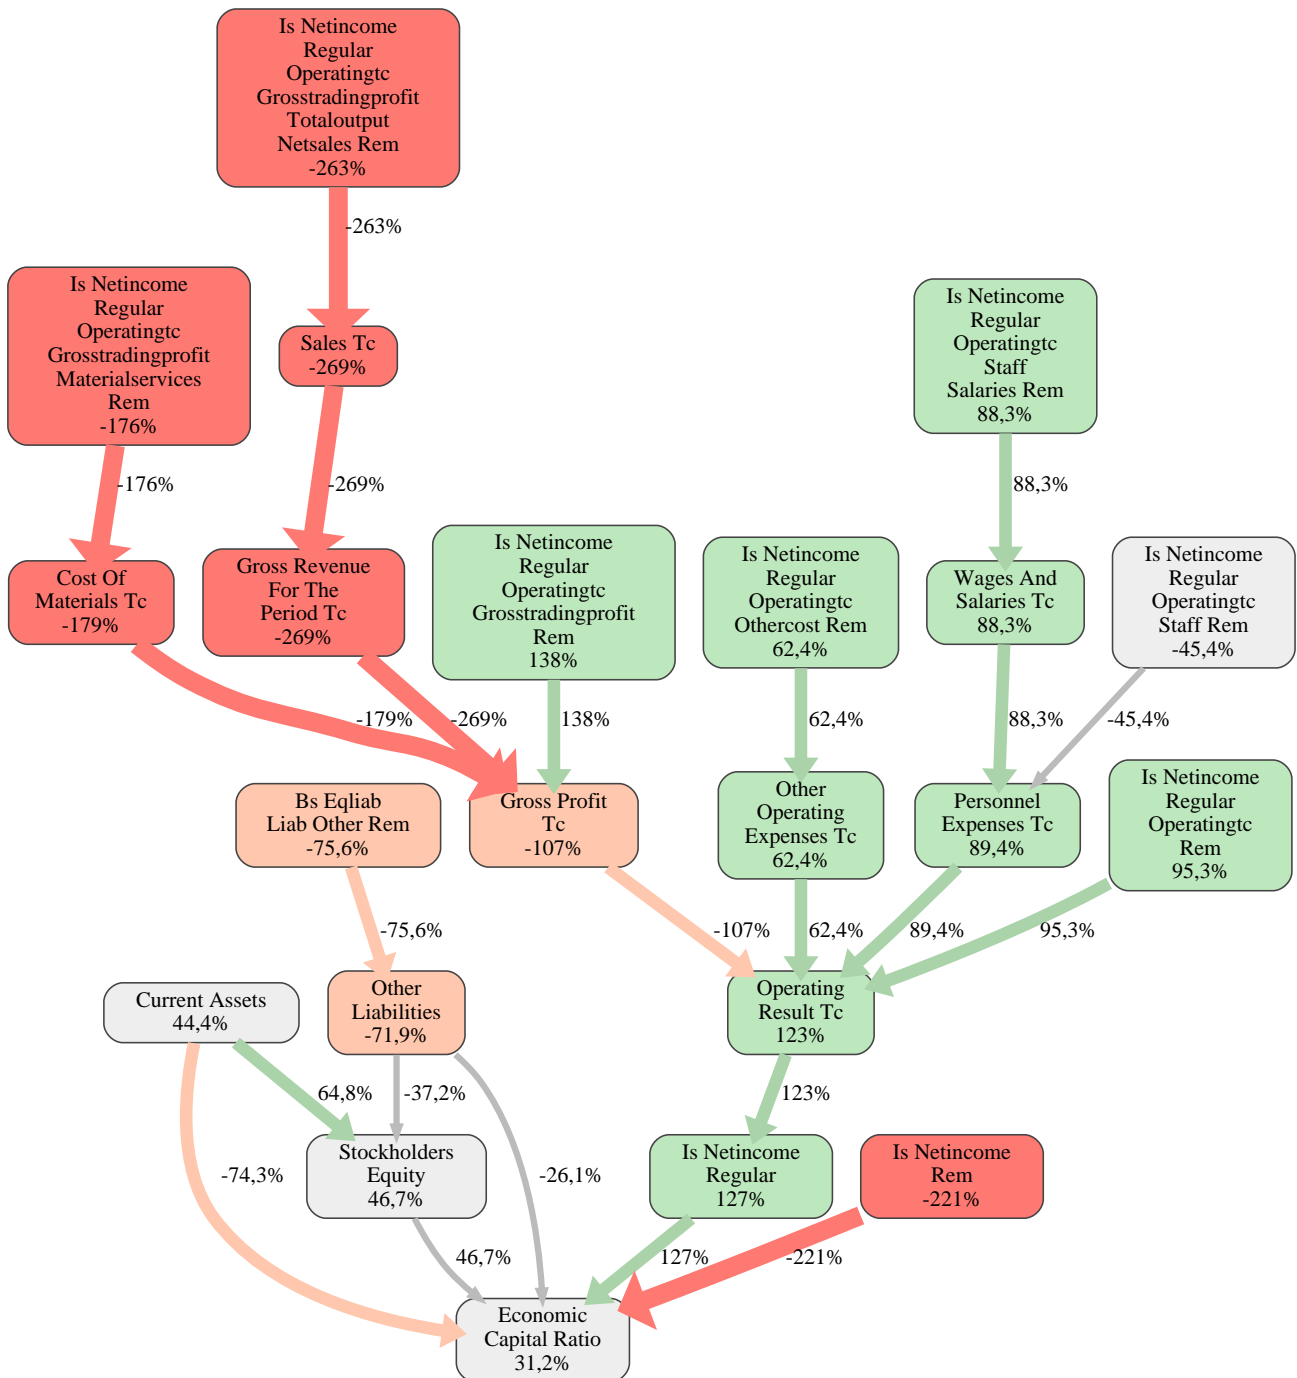 Is Netincome
Regular
Operatingtc
Grosstradingprofit
Totaloutput
Netsales Rem
-263%
-263%
Is Netincome
Regular
Operatingtc
Grosstradingprofit
Materialservices
Rem
-176%
Sales Tc
-269%
Is Netincome
Regular
Operatingtc
Staff
Salaries Rem
88,3%
-176%
-269%
88,3%
Cost Of
Materials Tc
-179%
Gross Revenue
For The
Period Tc
-269%
Is Netincome
Regular
Operatingtc
Grosstradingprofit
Rem
138%
Is Netincome
Regular
Operatingtc
Othercost Rem
62,4%
Wages And
Salaries Tc
88,3%
Is Netincome
Regular
Operatingtc
Staff Rem
-45,4%
-179%
-269%
138%
62,4%
88,3%
-45,4%
Bs Eqliab
Liab Other Rem
-75,6%
Gross Profit
Tc
-107%
Other
Operating
Expenses Tc
62,4%
Personnel
Expenses Tc
89,4%
Is Netincome
Regular
Operatingtc
Rem
95,3%
-75,6%
-107%
62,4%
89,4%
95,3%
Current Assets
44,4%
Other
Liabilities
-71,9%
Operating
Result Tc
123%
64,8%
-37,2%
123%
-74,3%
Stockholders
Equity
46,7%
-26,1%
Is Netincome
Regular
127%
Is Netincome
Rem
-221%
46,7%
127%
-221%
Economic
Capital Ratio
31,2%